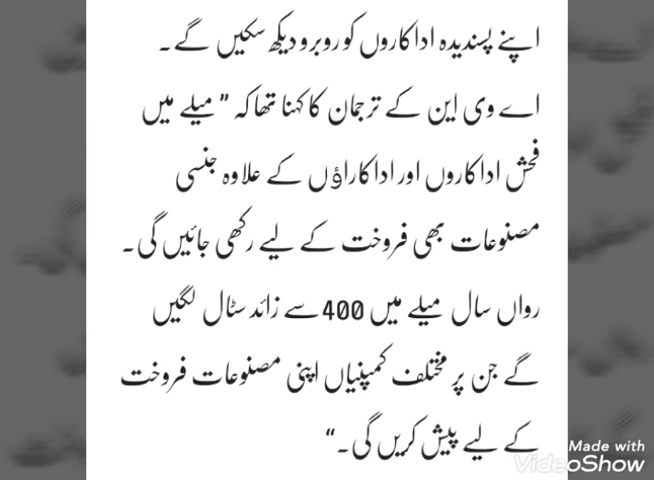 اپنے پسندیدہ اداکاروں کو روبرو دیکھ سکیں گے۔
اے وی این کے ترجمان کا کہنا تھا کہ ” میلے میں
فحش اداکاروں اور اداکاراؤں کے علاوہ جنسی
مصنوعات بھی فروخت کے لیے رکھی جائیں گی۔
رواں سال میلے میں 400 سے زائد سٹال لگیں
گے جن پر مختلف کمپنیاں اپنی مصنوعات فروخت
کے لیے پیش کریں گی۔“
Made with
VideoShow